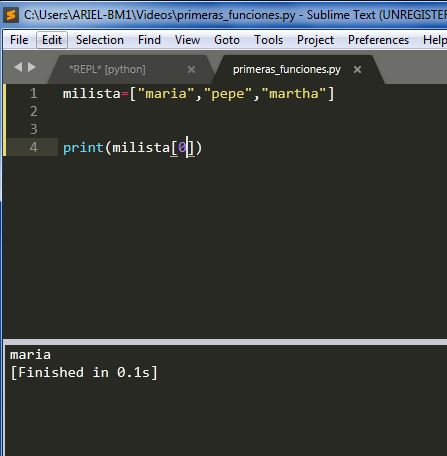 C:\Users\ARIEL-BM1\Videos\primeras_funciones.py - Sublime Text (UNREGISTER
File Edit Selection Find View Goto Tools Project Preferences H
*REPL* [python] × primeras_funciones.py ×
1 milista=["maria","pepe","martha"]
2
3
4 print(milista[0])
maria
[Finished in 0.1s]